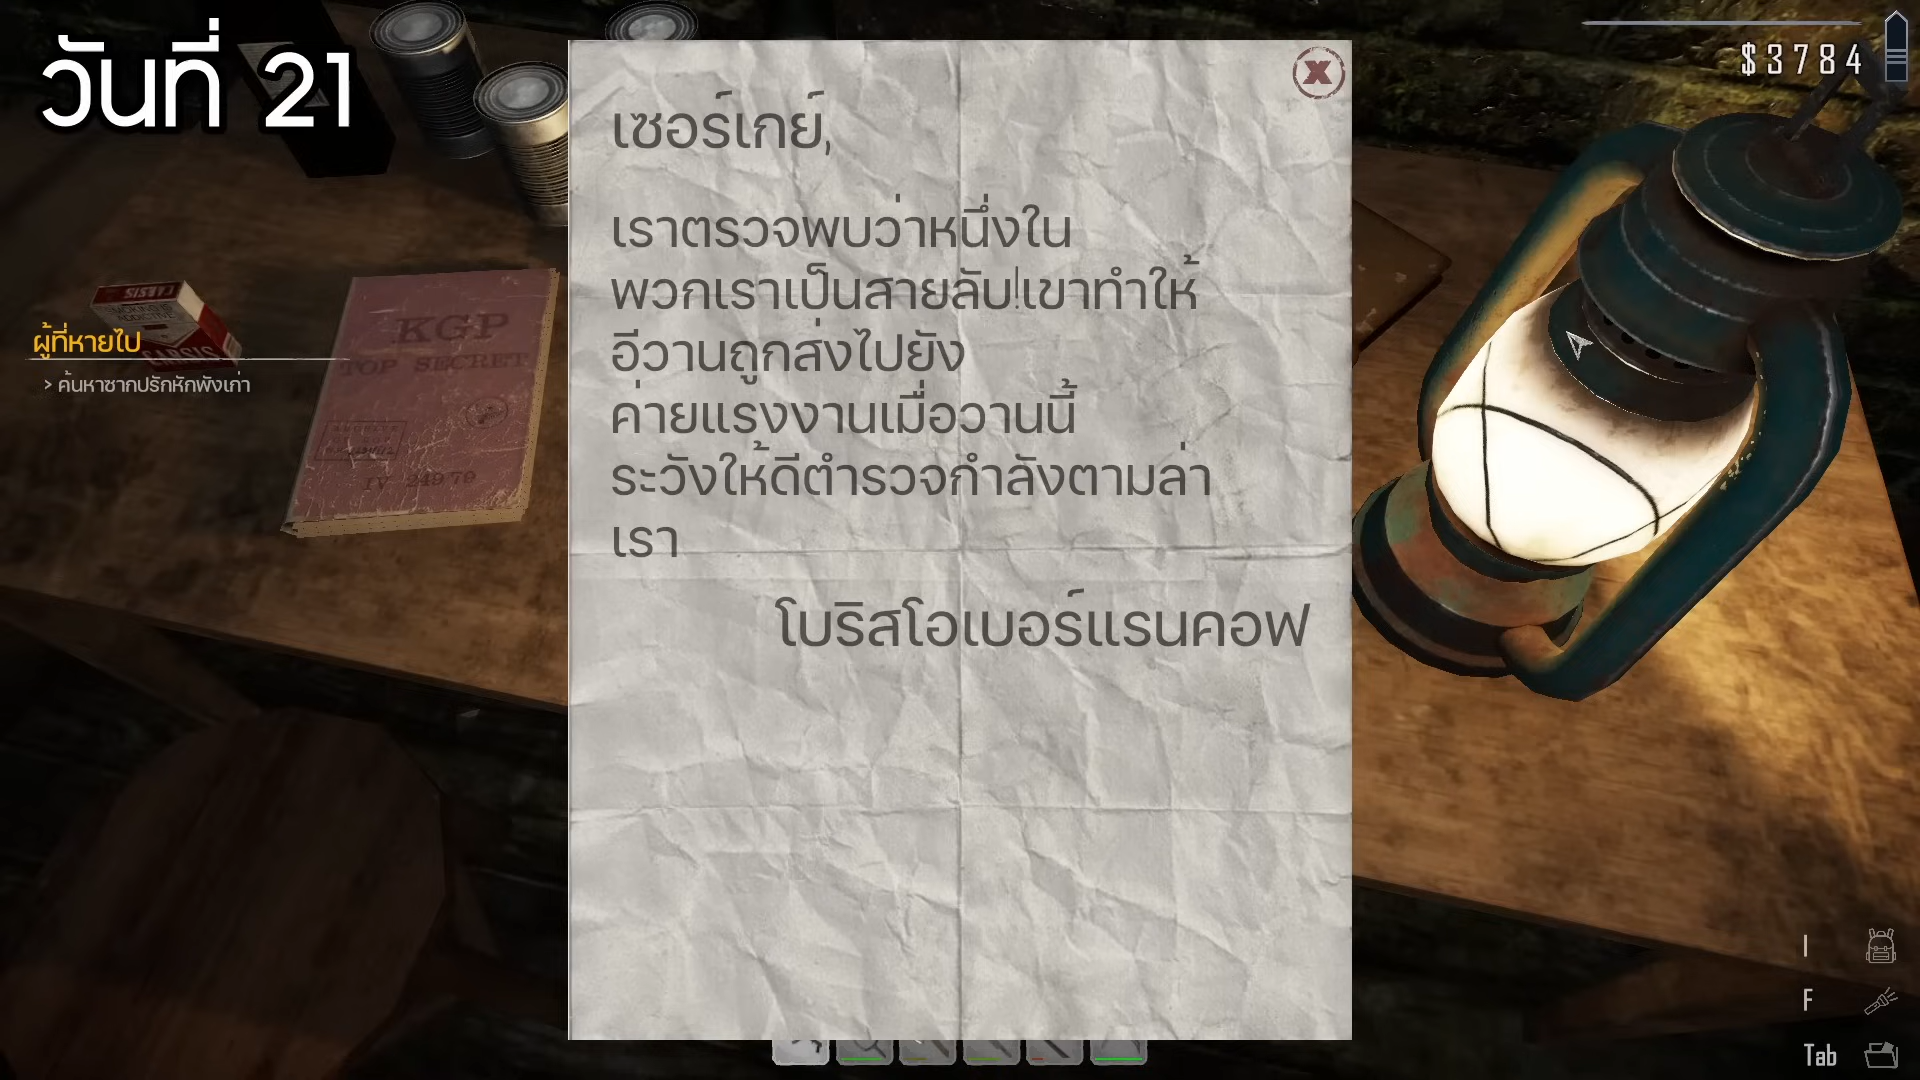 วันที่ 21
$3784
เซอร์เกย์,
เราตรวจพบว่าหนึ่งใน
พวกเราเป็นสายลับ!เขาทำให้
อีวานถูกส่งไปยัง
ค่ายแรงงานเมื่อวานนี้
ระวังให้ดีตำรวจกำลังตามล่า
เรา
โบริสโอเบอร์แรนคอฟ
ผู้ที่หายไป
> ค้นหาซากปรักหักพังเก่า
KGP
TOP SECRET
IV 24979
I
F
Tab